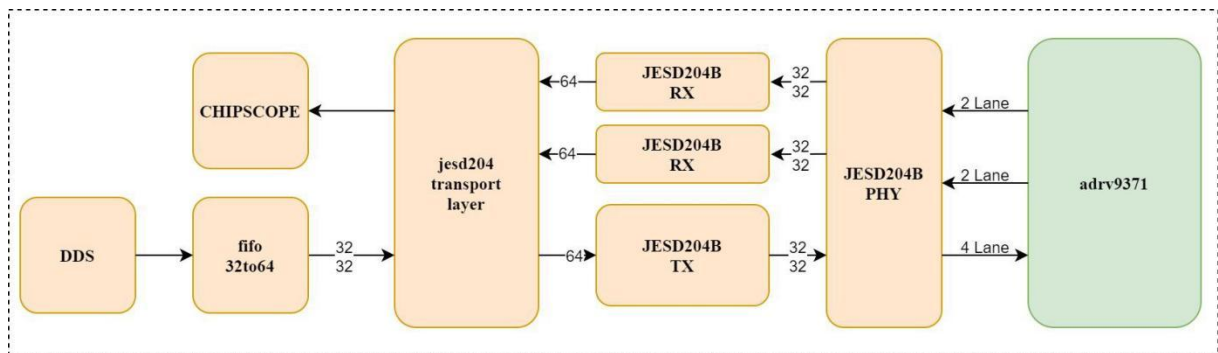 CHIPSCOPE
DDS
fifo
32to64
32
32
jesd204
transport
layer
64
64
64
JESD204B
RX
JESD204B
RX
JESD204B
TX
32
32
32
32
32
32
JESD204B
PHY
2 Lane
2 Lane
4 Lane
adrv9371